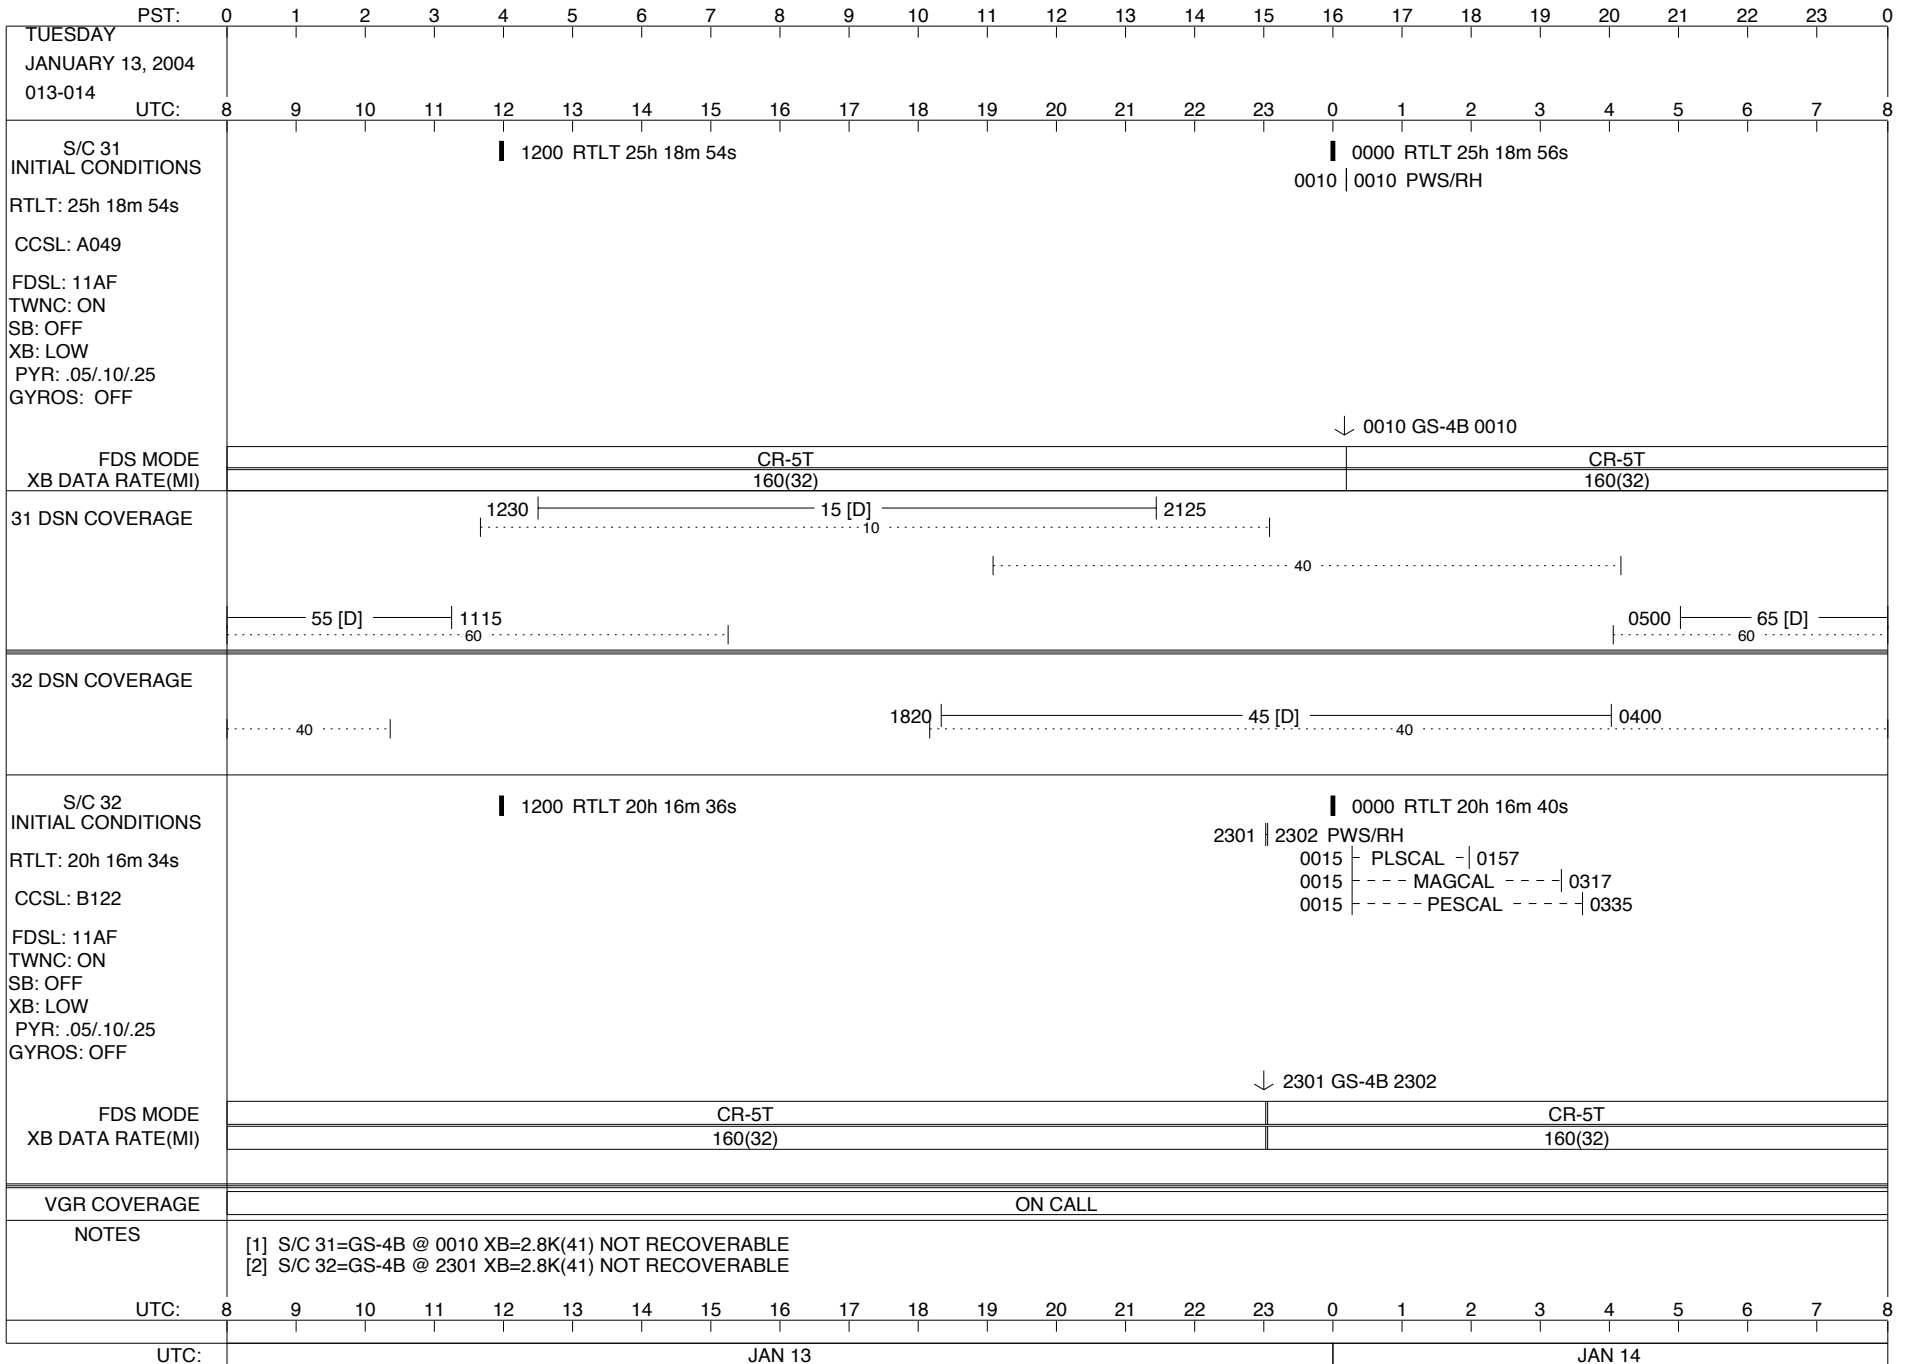 PST: 0 1 2 3 4 5 6 7 8 9 10 11 12 13 14 15 16 17 18 19 20 21 22 23 0
TUESDAY
JANUARY 13, 2004
013-014
UTC: 8 9 10 11 12 13 14 15 16 17 18 19 20 21 22 23 0 1 2 3 4 5 6 7 8
S/C 31
INITIAL CONDITIONS
1200 RTLT 25h 18m 54s
0000 RTLT 25h 18m 56s
0010 0010 PWS/RH
RTLT: 25h 18m 54s
CCSL: A049
FDSL: 11AF
TWNC: ON
SB: OFF
XB: LOW
PYR: .05/.10/.25
GYROS: OFF
0010 GS-4B 0010
FDS MODE CR-5T CR-5T
XB DATA RATE(MI) 160(32) 160(32)
31 DSN COVERAGE
1230 15 [D] 2125
10
40
55 [D] 1115 0500 65 [D]
60 60
32 DSN COVERAGE
1820 45 [D] 0400
40 40
S/C 32
INITIAL CONDITIONS
1200 RTLT 20h 16m 36s
0000 RTLT 20h 16m 40s
2301 2302 PWS/RH
0015 PLSCAL 0157
0015 MAGCAL 0317
0015 PESCAL 0335
RTLT: 20h 16m 34s
CCSL: B122
FDSL: 11AF
TWNC: ON
SB: OFF
XB: LOW
PYR: .05/.10/.25
GYROS: OFF
2301 GS-4B 2302
FDS MODE CR-5T CR-5T
XB DATA RATE(MI) 160(32) 160(32)
VGR COVERAGE ON CALL
NOTES
[1] S/C 31=GS-4B @ 0010 XB=2.8K(41) NOT RECOVERABLE
[2] S/C 32=GS-4B @ 2301 XB=2.8K(41) NOT RECOVERABLE
UTC: 8 9 10 11 12 13 14 15 16 17 18 19 20 21 22 23 0 1 2 3 4 5 6 7 8
UTC: JAN 13 JAN 14